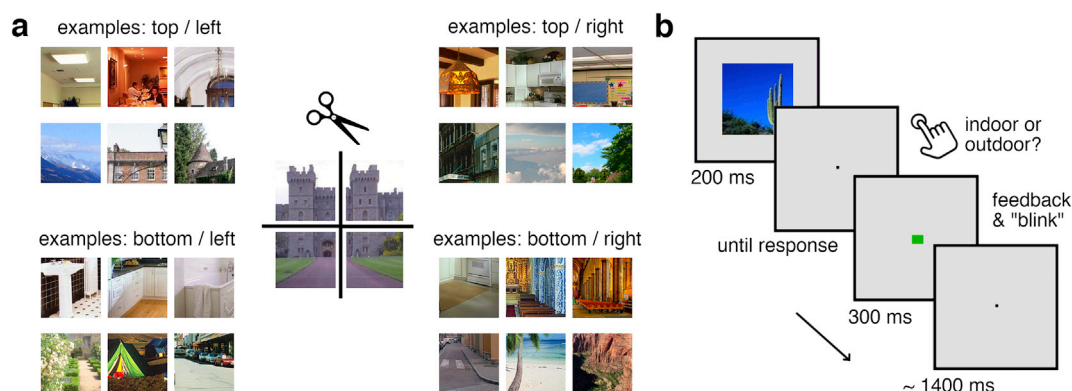 a
examples: top / left
examples: top / right
examples: bottom / left
examples: bottom / right
b
200 ms
indoor or
outdoor?
until response
feedback
& "blink"
300 ms
~ 1400 ms